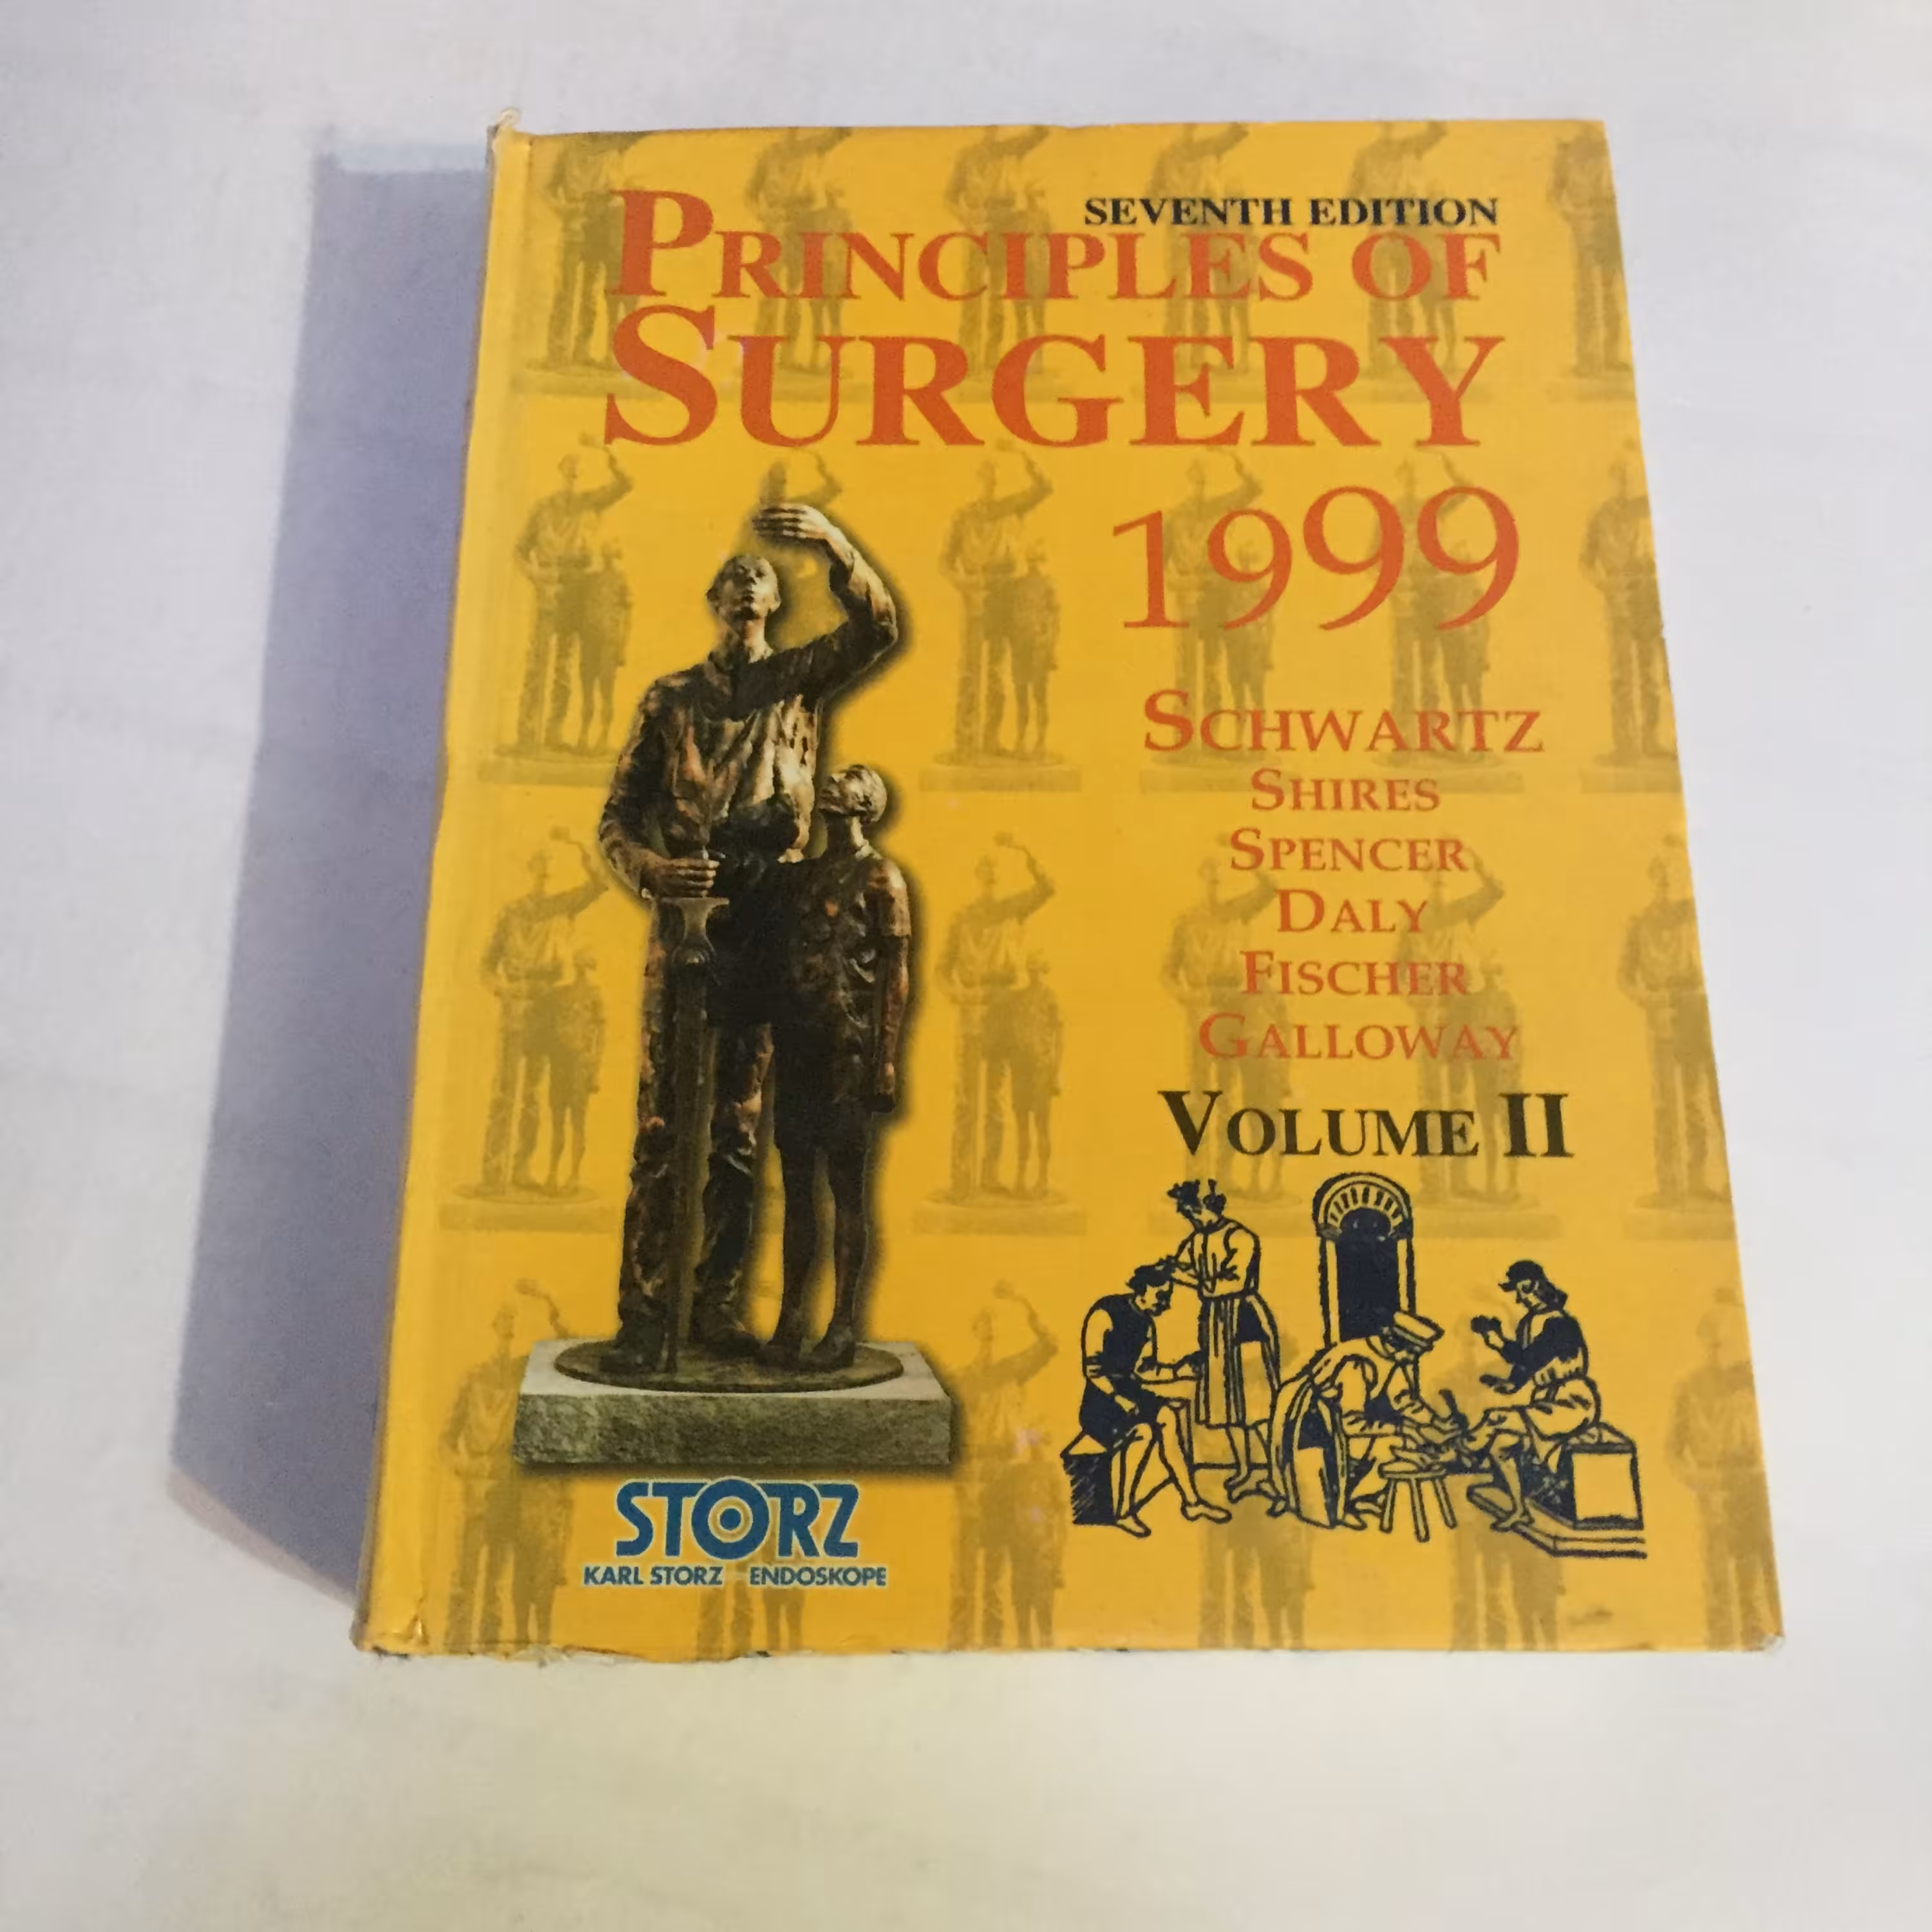 SEVENTH EDITION
PRINCIPLES OF
SURGERY
1999
SCHWARTZ
SHIRES
SPENCER
DALY
FISCHER
GALLOWAY
VOLUME II
STORZ
KARL STORZ ENDOSKOPE